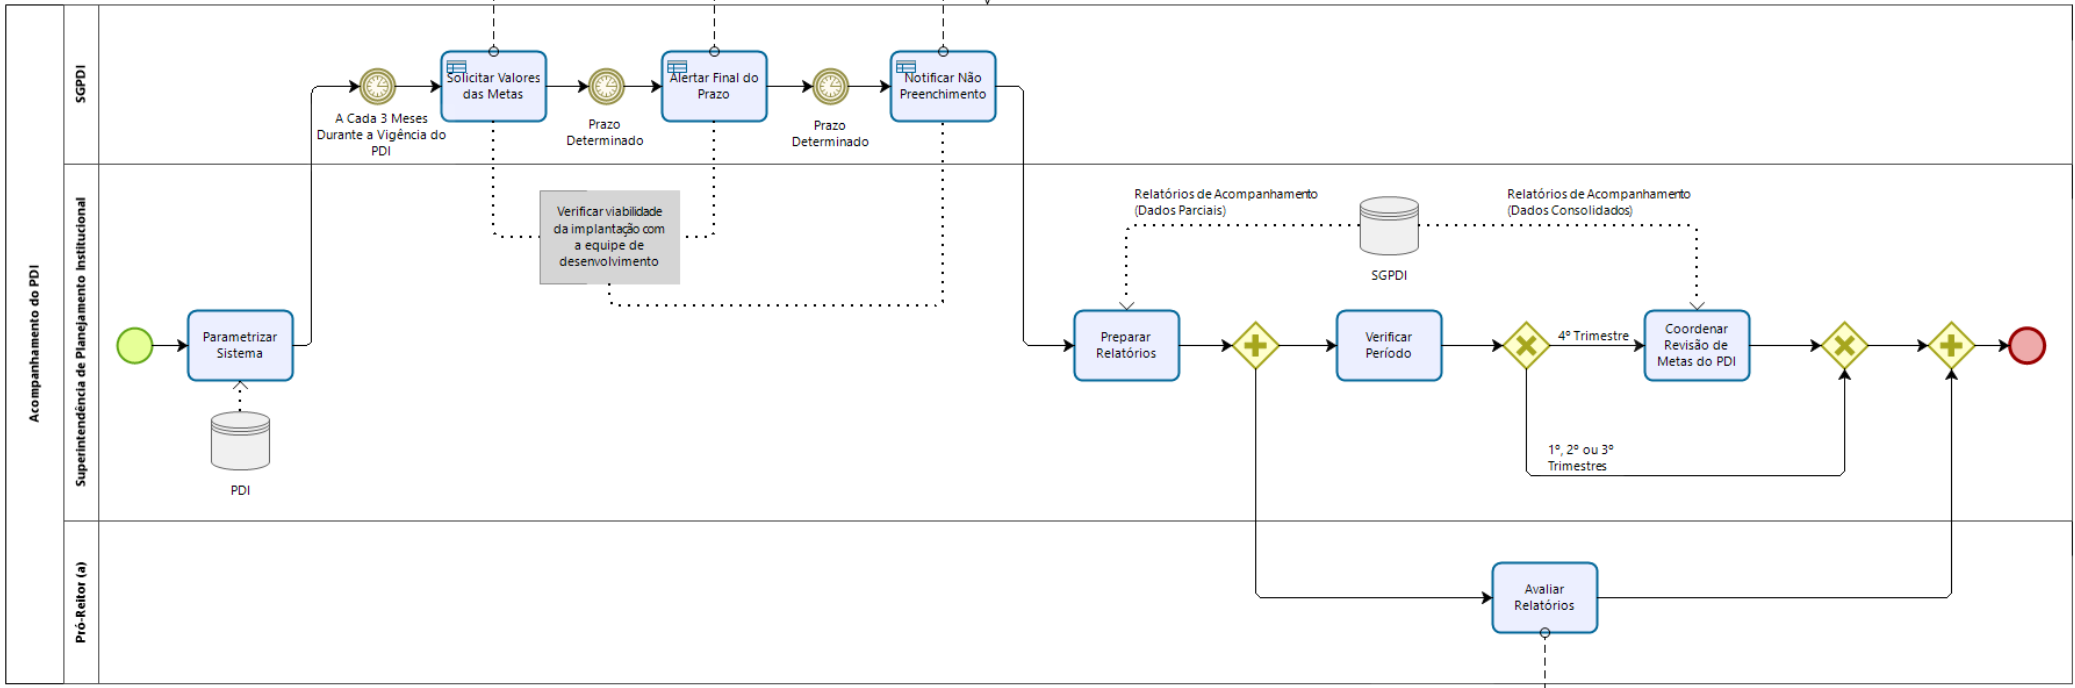 Acompanhamento do PDI
SGPDI
A Cada 3 Meses
Durante a Vigência do
PDI
Solicitar Valores
das Metas
Prazo
Determinado
Alertar Final do
Prazo
Prazo
Determinado
Notificar Não
Preenchimento
Superintendência de Planejamento Institucional
Parametrizar
Sistema
PDI
Verificar viabilidade
da implantação com
a equipe de
desenvolvimento
Relatórios de Acompanhamento
(Dados Parciais)
SGPDI
Relatórios de Acompanhamento
(Dados Consolidados)
Preparar
Relatórios
Verificar
Período
4º Trimestre
Coordenar
Revisão de
Metas do PDI
1º, 2º ou 3º
Trimestres
Pró-Reitor (a)
Avaliar
Relatórios